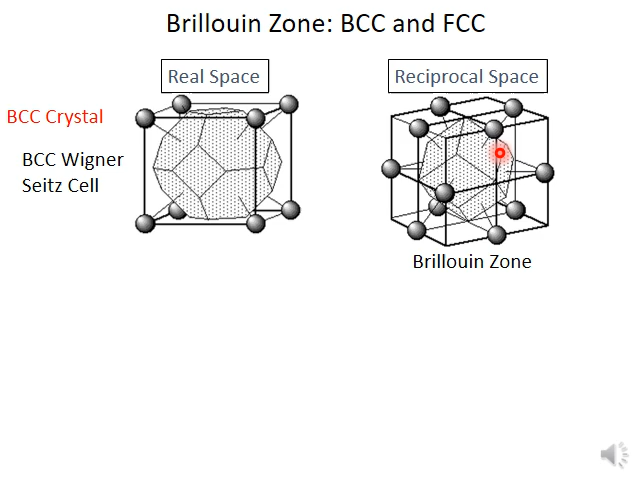 Brillouin Zone: BCC and FCC
Real Space
Reciprocal Space
BCC Crystal
BCC Wigner
Seitz Cell
Brillouin Zone